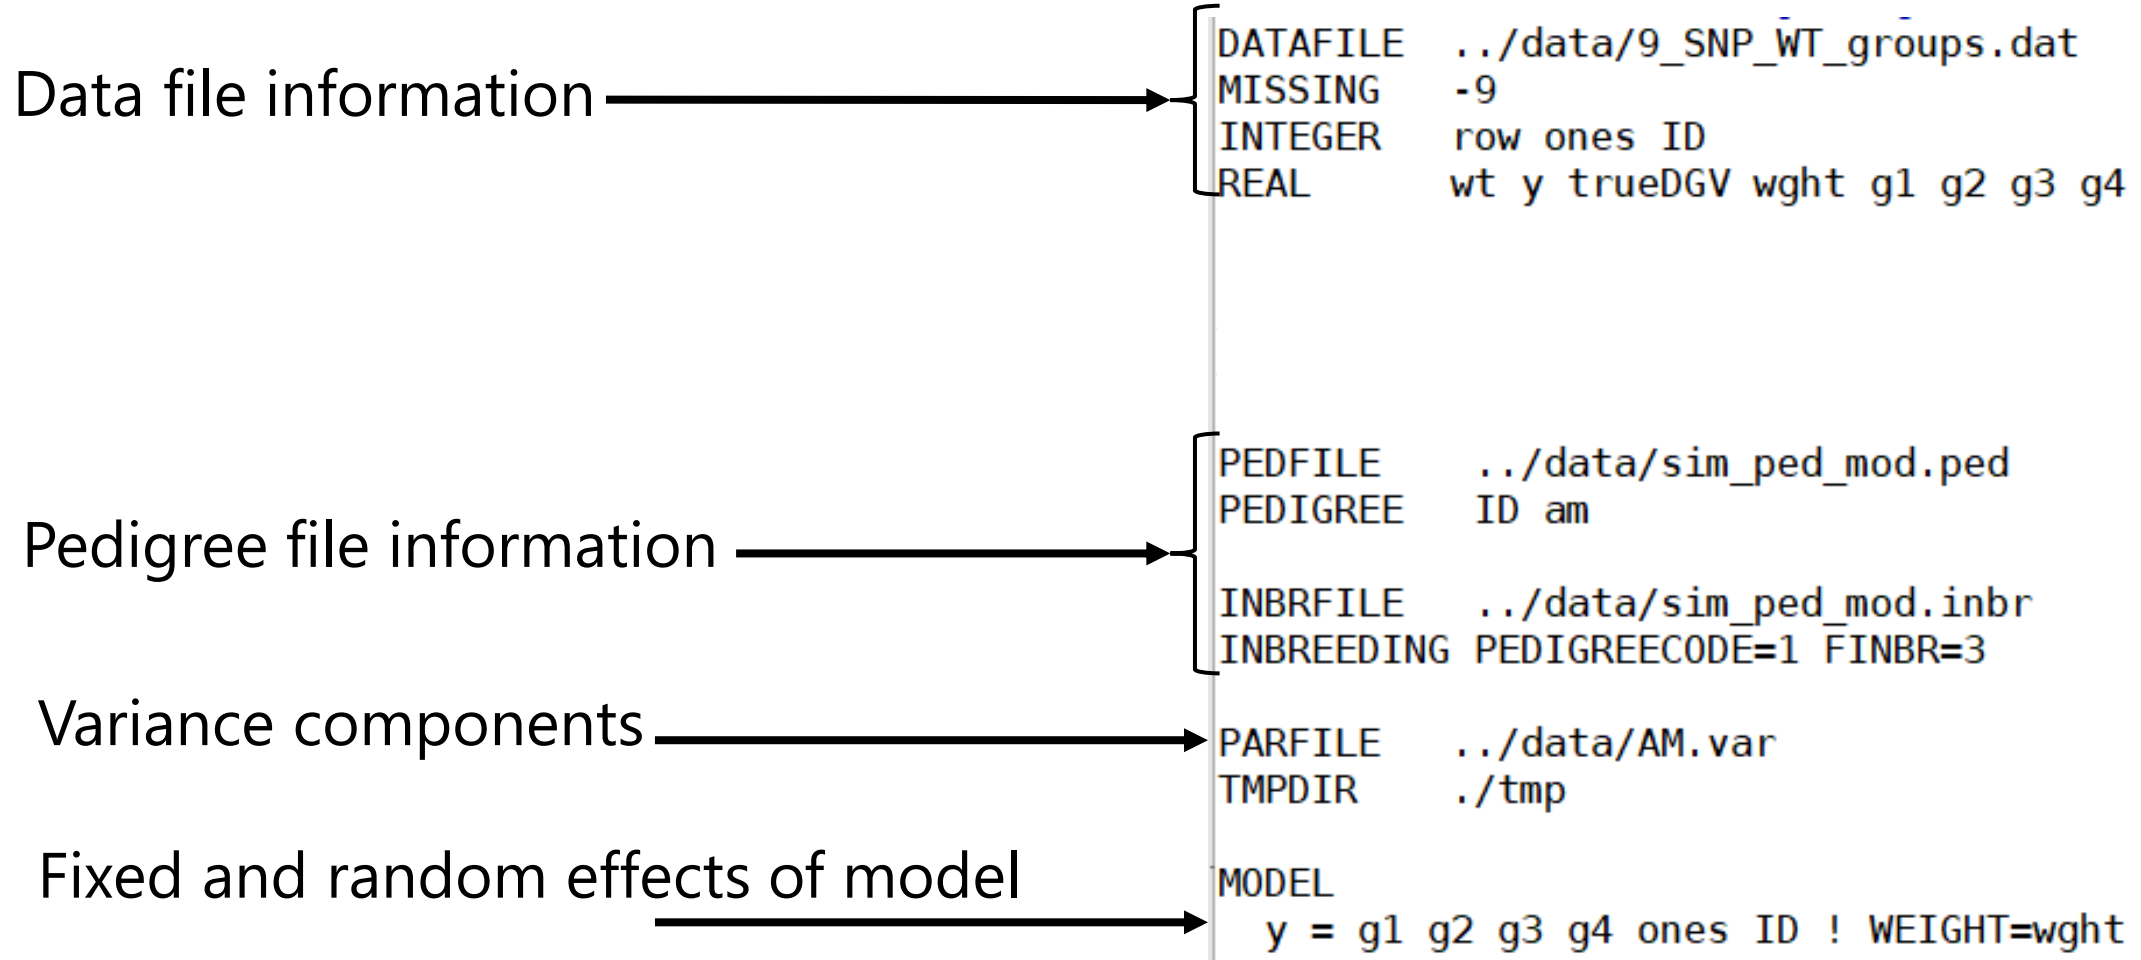 Data file information
DATAFILE ../data/9_SNP_WT_groups.dat
MISSING -9
INTEGER row ones ID
REAL wt y trueDGV wght g1 g2 g3 g4
Pedigree file information
PEDFILE ../data/sim_ped_mod.ped
PEDIGREE ID am
INBRFILE ../data/sim_ped_mod.inbr
INBREEDING PEDIGREECODE=1 FINBR=3
Variance components
PARFILE ../data/AM.var
TMPDIR ./tmp
Fixed and random effects of model
MODEL
y = g1 g2 g3 g4 ones ID ! WEIGHT=wght